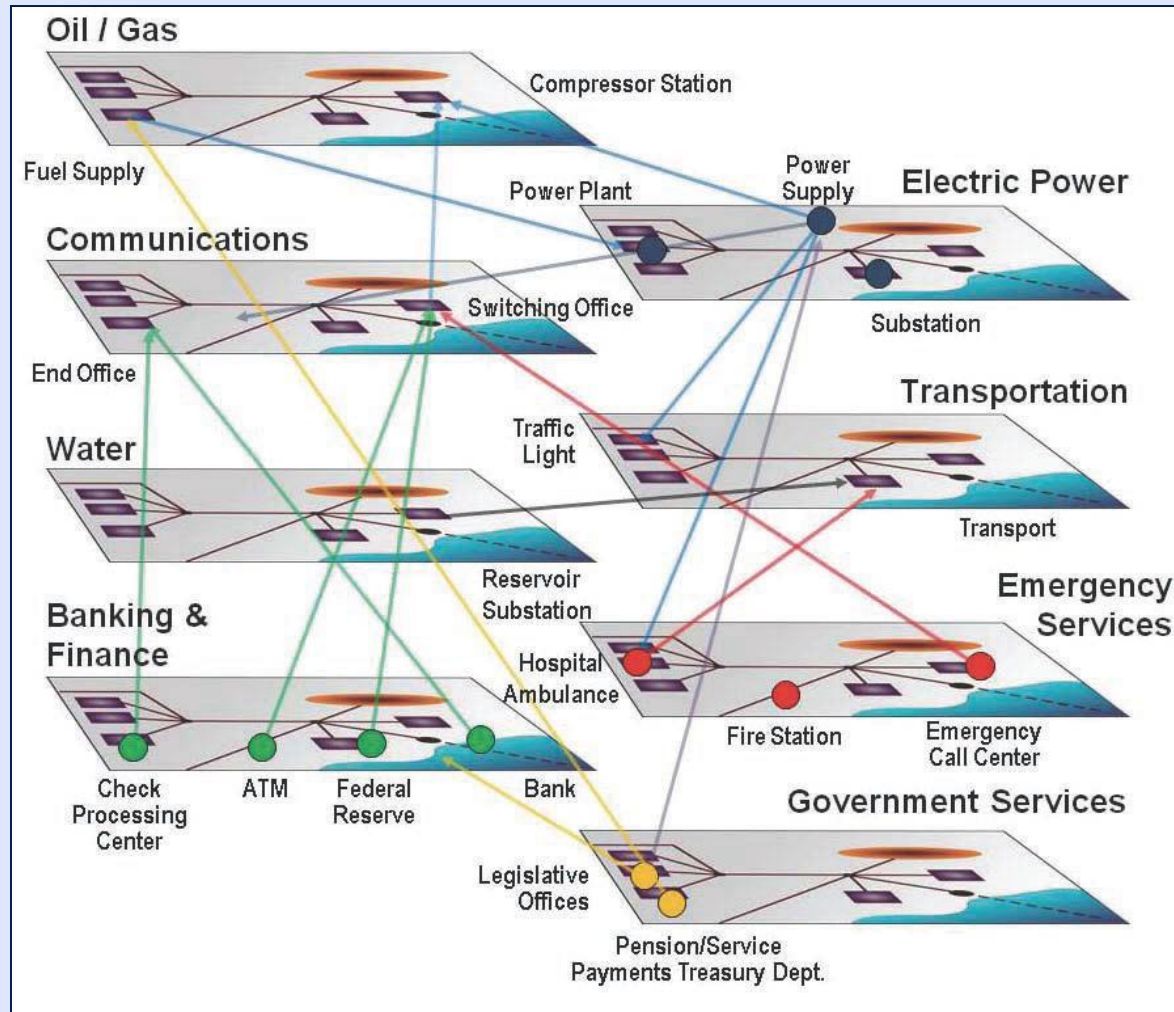 Oil / Gas
Compressor Station
Fuel Supply
Power Plant
Power
Supply
Electric Power
Communications
Switching Office
Substation
End Office
Transportation
Water
Traffic
Light
Transport
Reservoir
Substation
Emergency
Services
Banking &
Finance
Hospital
Ambulance
Fire Station
Emergency
Call Center
Check
Processing
Center
ATM
Federal
Reserve
Bank
Government Services
Legislative
Offices
Pension/Service
Payments Treasury Dept.